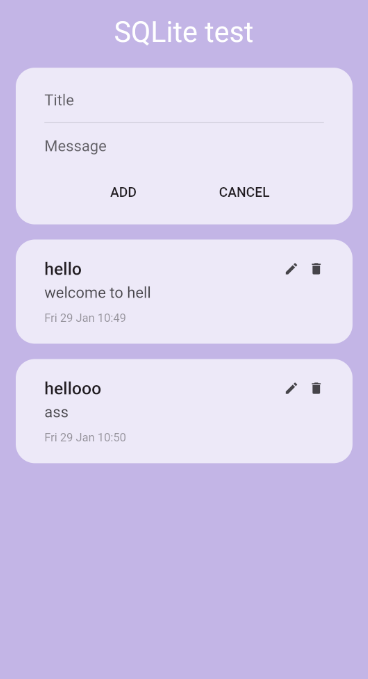 SQLite test
Title
Message
ADD CANCEL
hello
welcome to hell
Fri 29 Jan 10:49
hellooo
ass
Fri 29 Jan 10:50